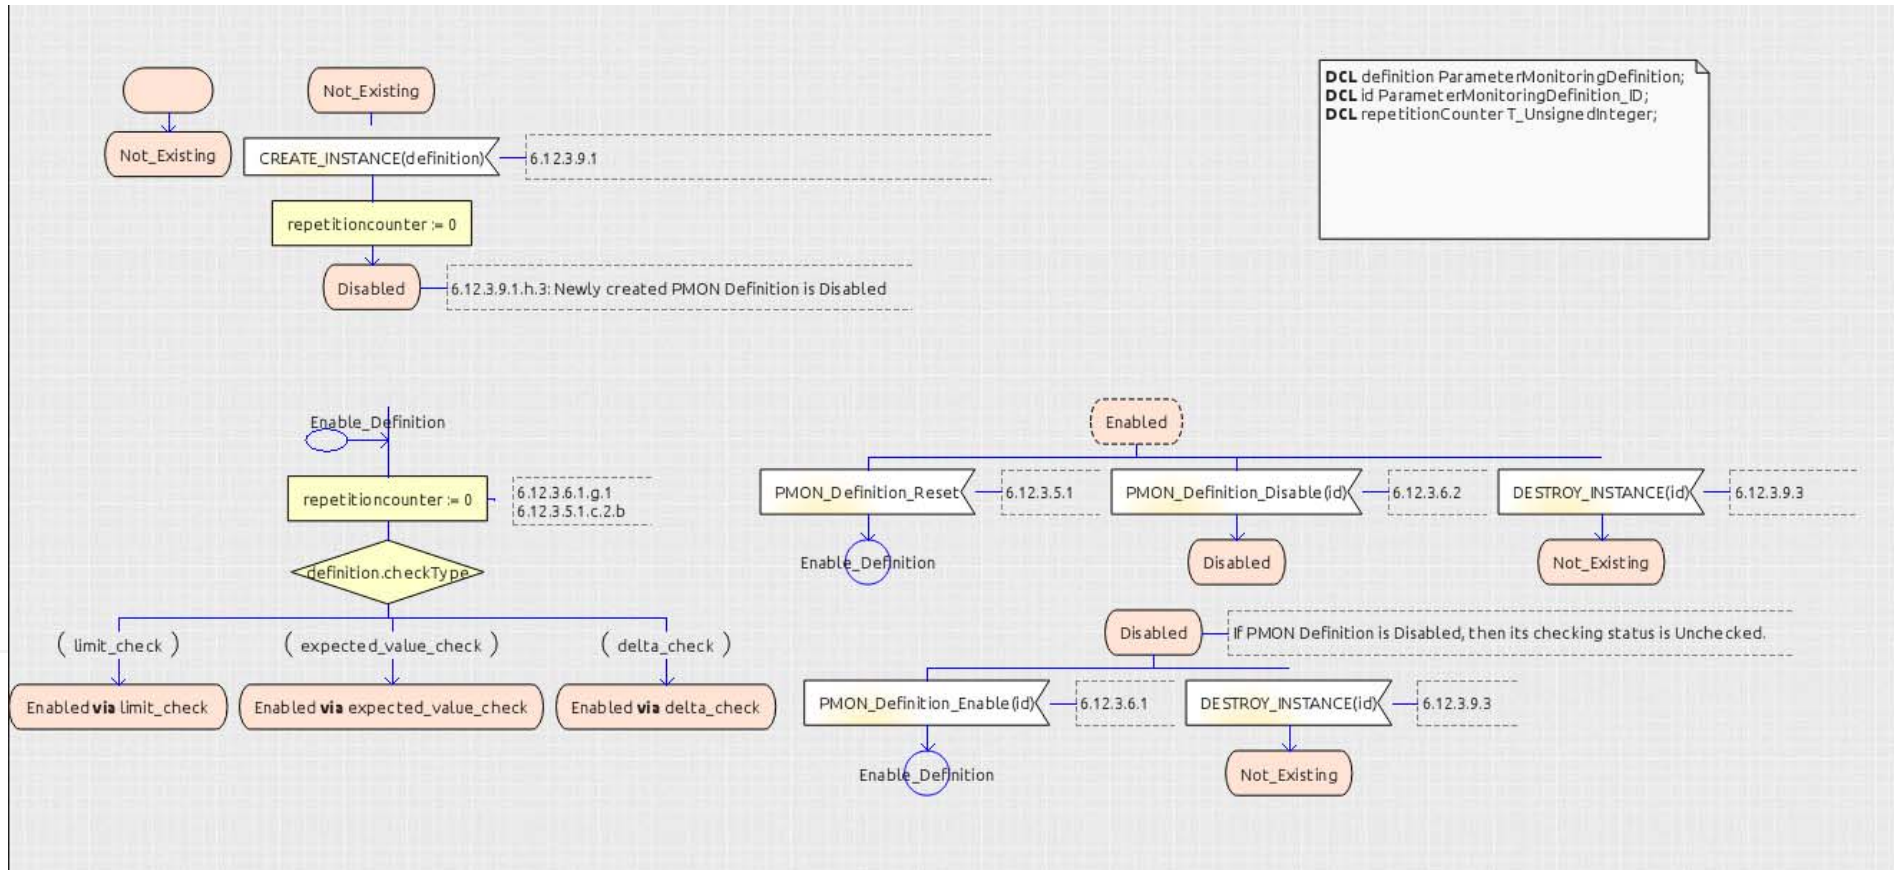 Not_Existing
Not_Existing
CREATE_INSTANCE(definition)
6.12.3.9.1
repetitioncounter := 0
Disabled
6.12.3.9.1.h.3: Newly created PMON Definition is Disabled
DCL definition ParameterMonitoringDefinition;
DCL id ParameterMonitoringDefinition_ID;
DCL repetitionCounter T_UnsignedInteger;
Enable_Definition
repetitioncounter := 0
6.12.3.6.1.g.1
6.12.3.5.1.c.2.b
definition.checkType
( limit_check )
( expected_value_check )
( delta_check )
Enabled via limit_check
Enabled via expected_value_check
Enabled via delta_check
Enabled
PMON_Definition_Reset
6.12.3.5.1
PMON_Definition_Disable(id)
6.12.3.6.2
DESTROY_INSTANCE(id)
6.12.3.9.3
Enable_Definition
Disabled
Not_Existing
Disabled
If PMON Definition is Disabled, then its checking status is Unchecked.
PMON_Definition_Enable(id)
6.12.3.6.1
DESTROY_INSTANCE(id)
6.12.3.9.3
Enable_Definition
Not_Existing